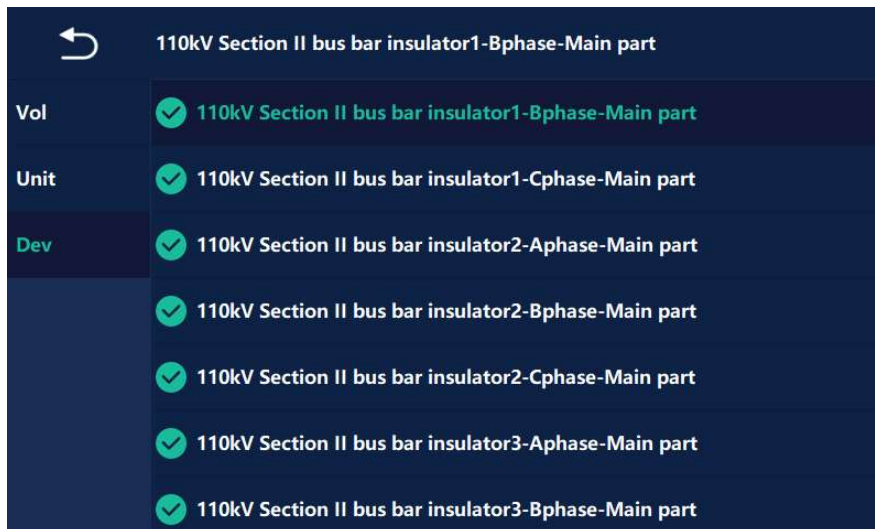 110kV Section II bus bar insulator1-Bphase-Main part
Vol
110kV Section II bus bar insulator1-Bphase-Main part
Unit
110kV Section II bus bar insulator1-Cphase-Main part
Dev
110kV Section II bus bar insulator2-Aphase-Main part
110kV Section II bus bar insulator2-Bphase-Main part
110kV Section II bus bar insulator2-Cphase-Main part
110kV Section II bus bar insulator3-Aphase-Main part
110kV Section II bus bar insulator3-Bphase-Main part